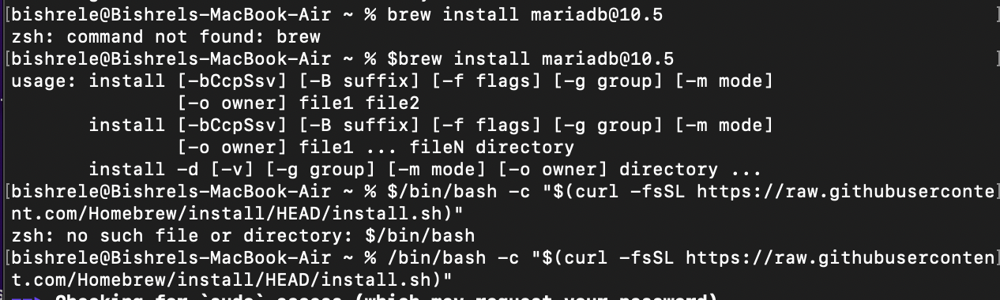 [bishrele@Bishrels-MacBook-Air ~ % brew install mariadb@10.5 ]
zsh: command not found: brew
[bishrele@Bishrels-MacBook-Air ~ % $brew install mariadb@10.5 ]
usage: install [-bCcpSsv] [-B suffix] [-f flags] [-g group] [-m mode]
[-o owner] file1 file2
install [-bCcpSsv] [-B suffix] [-f flags] [-g group] [-m mode]
[-o owner] file1 ... fileN directory
install -d [-v] [-g group] [-m mode] [-o owner] directory ...
[bishrele@Bishrels-MacBook-Air ~ % $/bin/bash -c "$(curl -fsSL https://raw.githubuserconte]
nt.com/Homebrew/install/HEAD/install.sh)"
zsh: no such file or directory: $/bin/bash
[bishrele@Bishrels-MacBook-Air ~ % /bin/bash -c "$(curl -fsSL https://raw.githubuserconten]
t.com/Homebrew/install/HEAD/install.sh)"
==> Checking for `sudo` access (which may request your password)